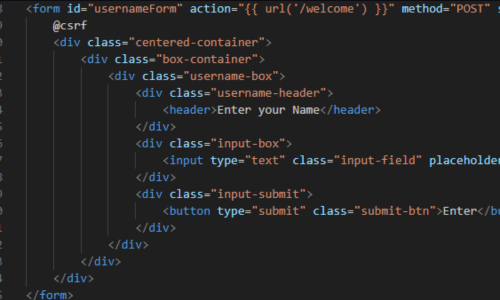 <form id="usernameForm" action="{{ url('/welcome') }}" method="POST" s
@csrf
<div class="centered-container">
<div class="box-container">
<div class="username-box">
<div class="username-header">
<header>Enter your Name</header>
</div>
<div class="input-box">
<input type="text" class="input-field" placeholder
</div>
<div class="input-submit">
<button type="submit" class="submit-btn">Enter</bu
</div>
</div>
</div>
</div>
</form>